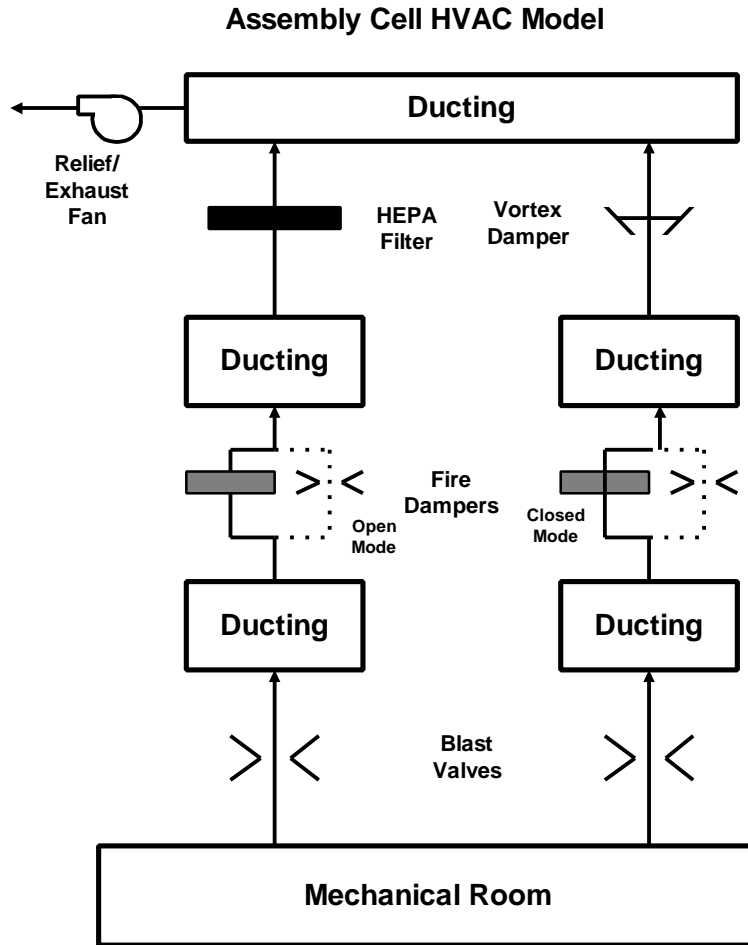 Assembly Cell HVAC Model
Ducting
Relief/
Exhaust
Fan
HEPA
Filter
Vortex
Damper
Ducting
Ducting
Fire
Dampers
Open
Mode
Closed
Mode
Ducting
Ducting
Blast
Valves
Mechanical Room